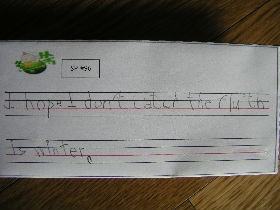 I hope I don't catch the flu th
is winter.